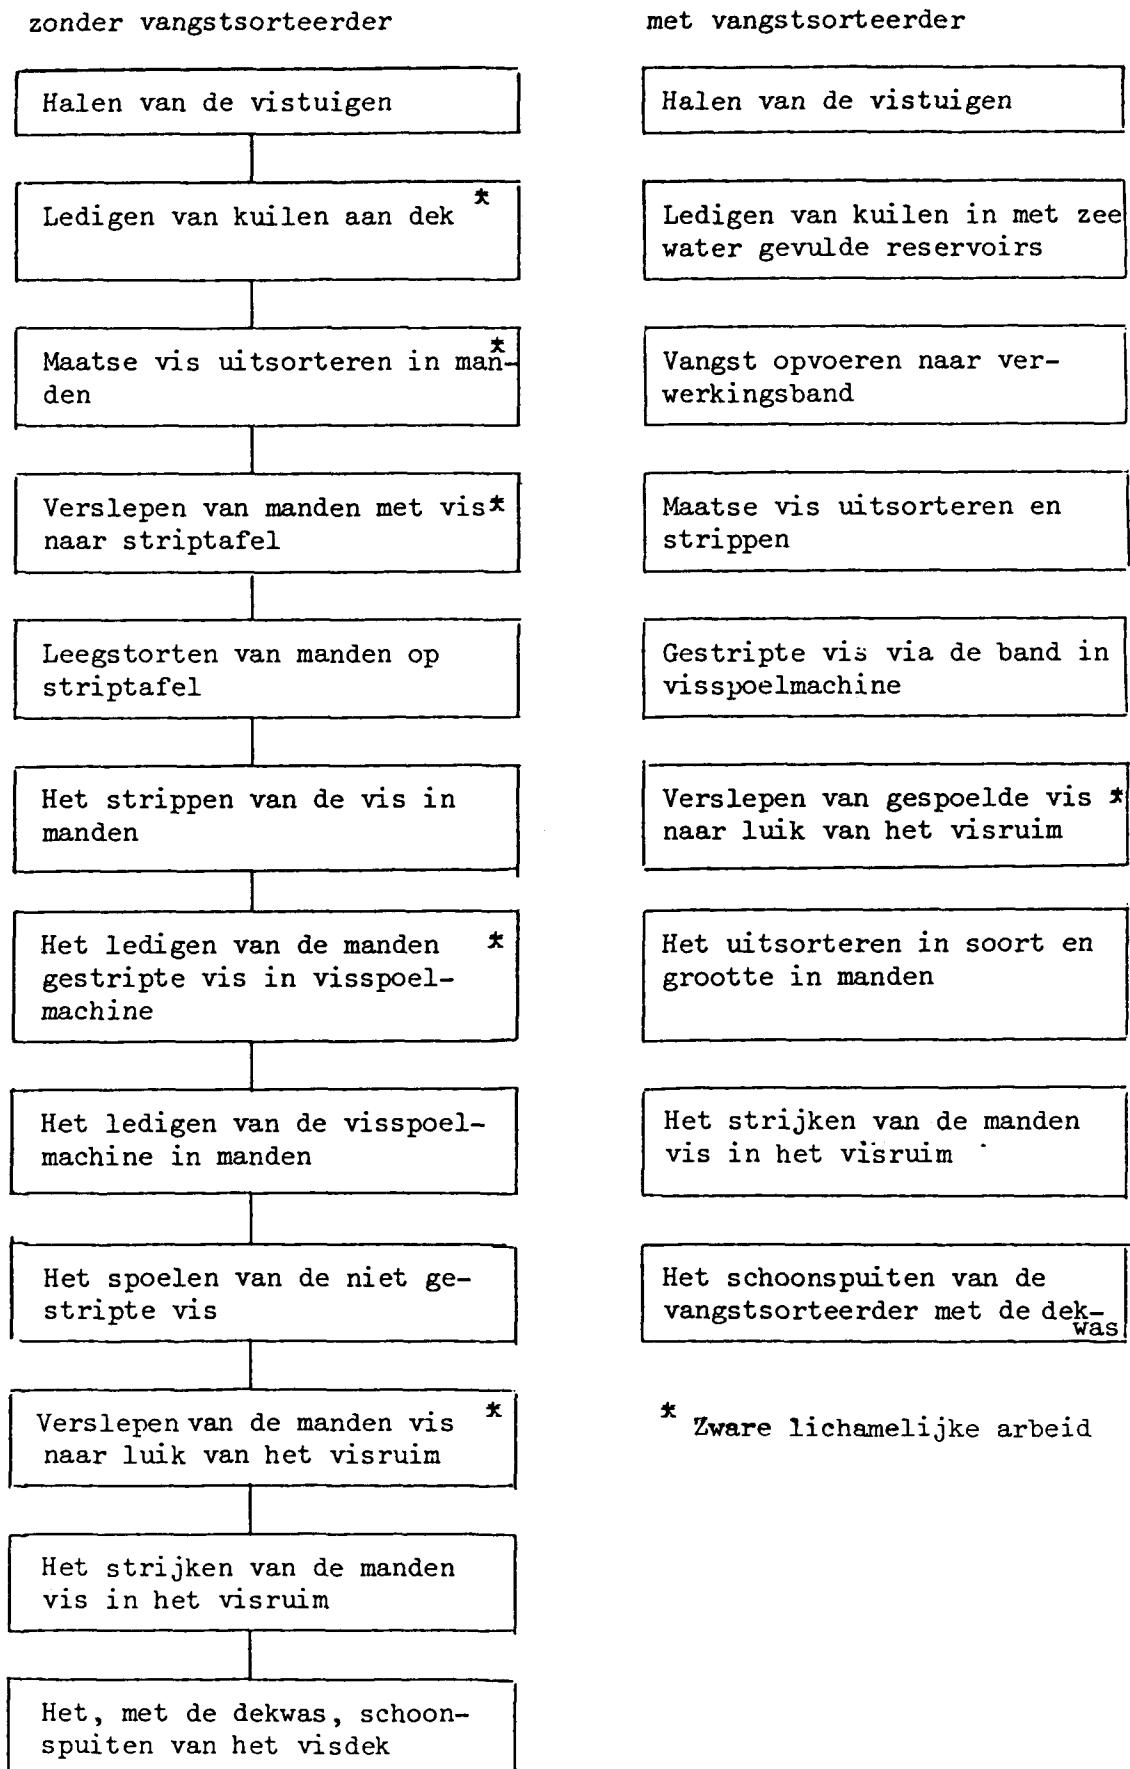 zonder vangstsorteerder
Halen van de vistuigen
Ledigen van kuilen aan dek *
Maatse vis uitsorteren in man- *
den
Verslepen van manden met vis *
naar striptafel
Leegstorten van manden op
striptafel
Het strippen van de vis in
manden
Het ledigen van de manden *
gestripte vis in visspoel-
machine
Het ledigen van de visspoel-
machine in manden
Het spoelen van de niet ge-
stripte vis
Verslepen van de manden vis *
naar luik van het visruim
Het strijken van de manden
vis in het visruim
Het, met de dekwas, schoon-
spuiten van het visdek
met vangstsorteerder
Halen van de vistuigen
Ledigen van kuilen in met zee
water gevulde reservoirs
Vangst opvoeren naar ver-
werkingsband
Maatse vis uitsorteren en
strippen
Gestripte vis via de band in
visspoelmachine
Verslepen van gespoelde vis *
naar luik van het visruim
Het uitsorteren in soort en
grootte in manden
Het strijken van de manden
vis in het visruim
Het schoonspuiten van de
vangstsorteerder met de dek-
was
* Zware lichamelijke arbeid